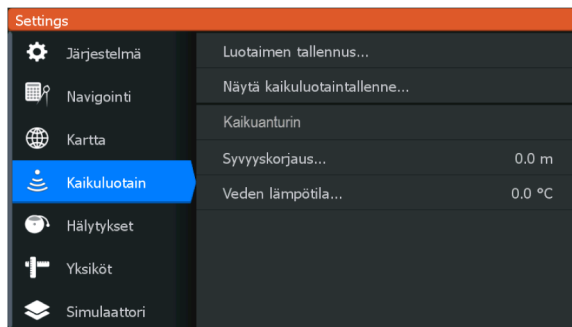 Settings
Järjestelmä
Navigointi
Kartta
Kaikuluotain
Hälytykset
Yksiköt
Simulaattori
Luotaimen tallennus...
Näytä kaikuluotaintallenne...
Kaikuanturin
Syvyyskorjaus... 0.0 m
Veden lämpötila... 0.0 °C